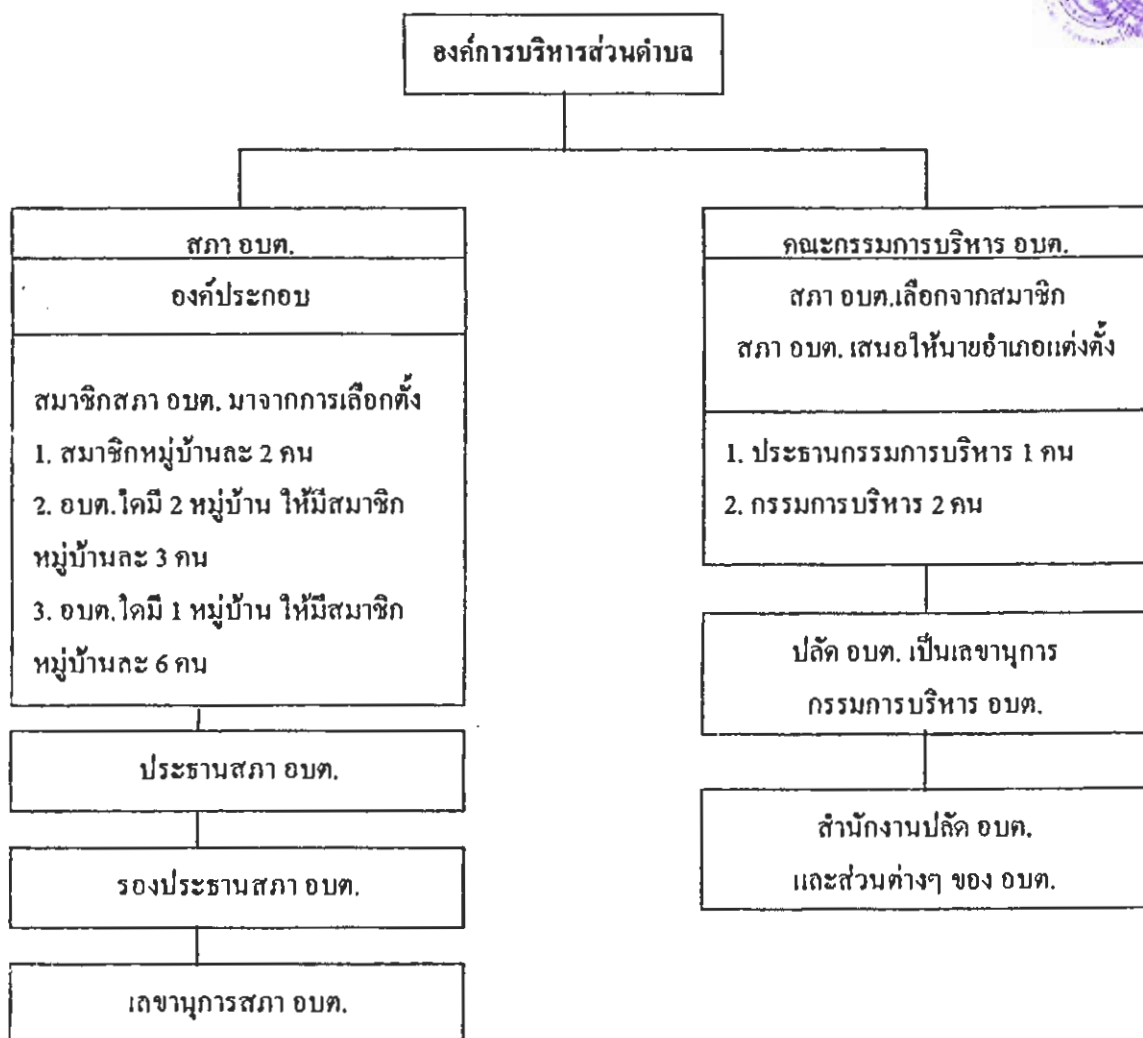 องค์การบริหารส่วนตำบล
สภา อบต.
องค์ประกอบ
สมาชิกสภา อบต. มาจากการเลือกตั้ง
1. สมาชิกหมู่บ้านละ 2 คน
2. อบต.ใดมี 2 หมู่บ้าน ให้มีสมาชิก
หมู่บ้านละ 3 คน
3. อบต.ใดมี 1 หมู่บ้าน ให้มีสมาชิก
หมู่บ้านละ 6 คน
ประธานสภา อบต.
รองประธานสภา อบต.
เลขานุการสภา อบต.
คณะกรรมการบริหาร อบต.
สภา อบต.เลือกจากสมาชิก
สภา อบต. เสนอให้นายอำเภอแต่งตั้ง
1. ประธานกรรมการบริหาร 1 คน
2. กรรมการบริหาร 2 คน
ปลัด อบต. เป็นเลขานุการ
กรรมการบริหาร อบต.
สำนักงานปลัด อบต.
และส่วนต่างๆ ของ อบต.